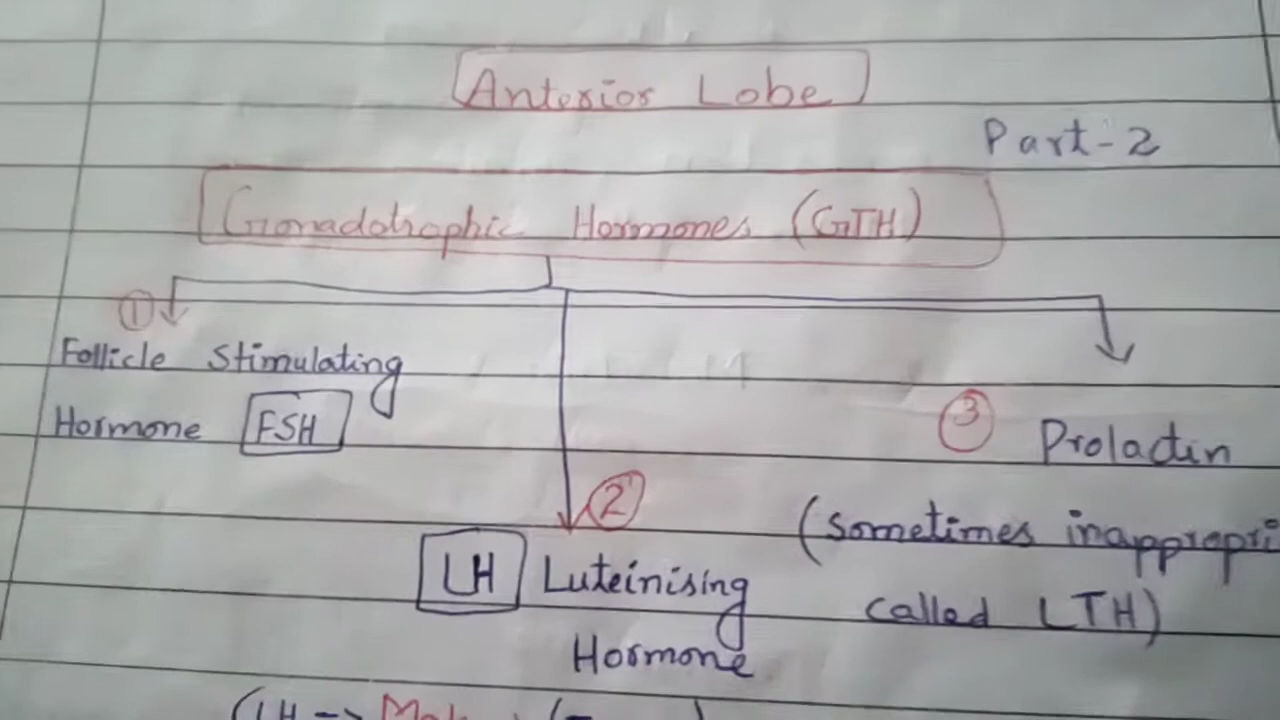 Anterior Lobe
Part-2
Gonadotrophic Hormones (GTH)
①
Follicle Stimulating
Hormone FSH
②
LH Luteinising
Hormone
③ Prolactin
(Sometimes inappropri
called LTH)
(LH ->